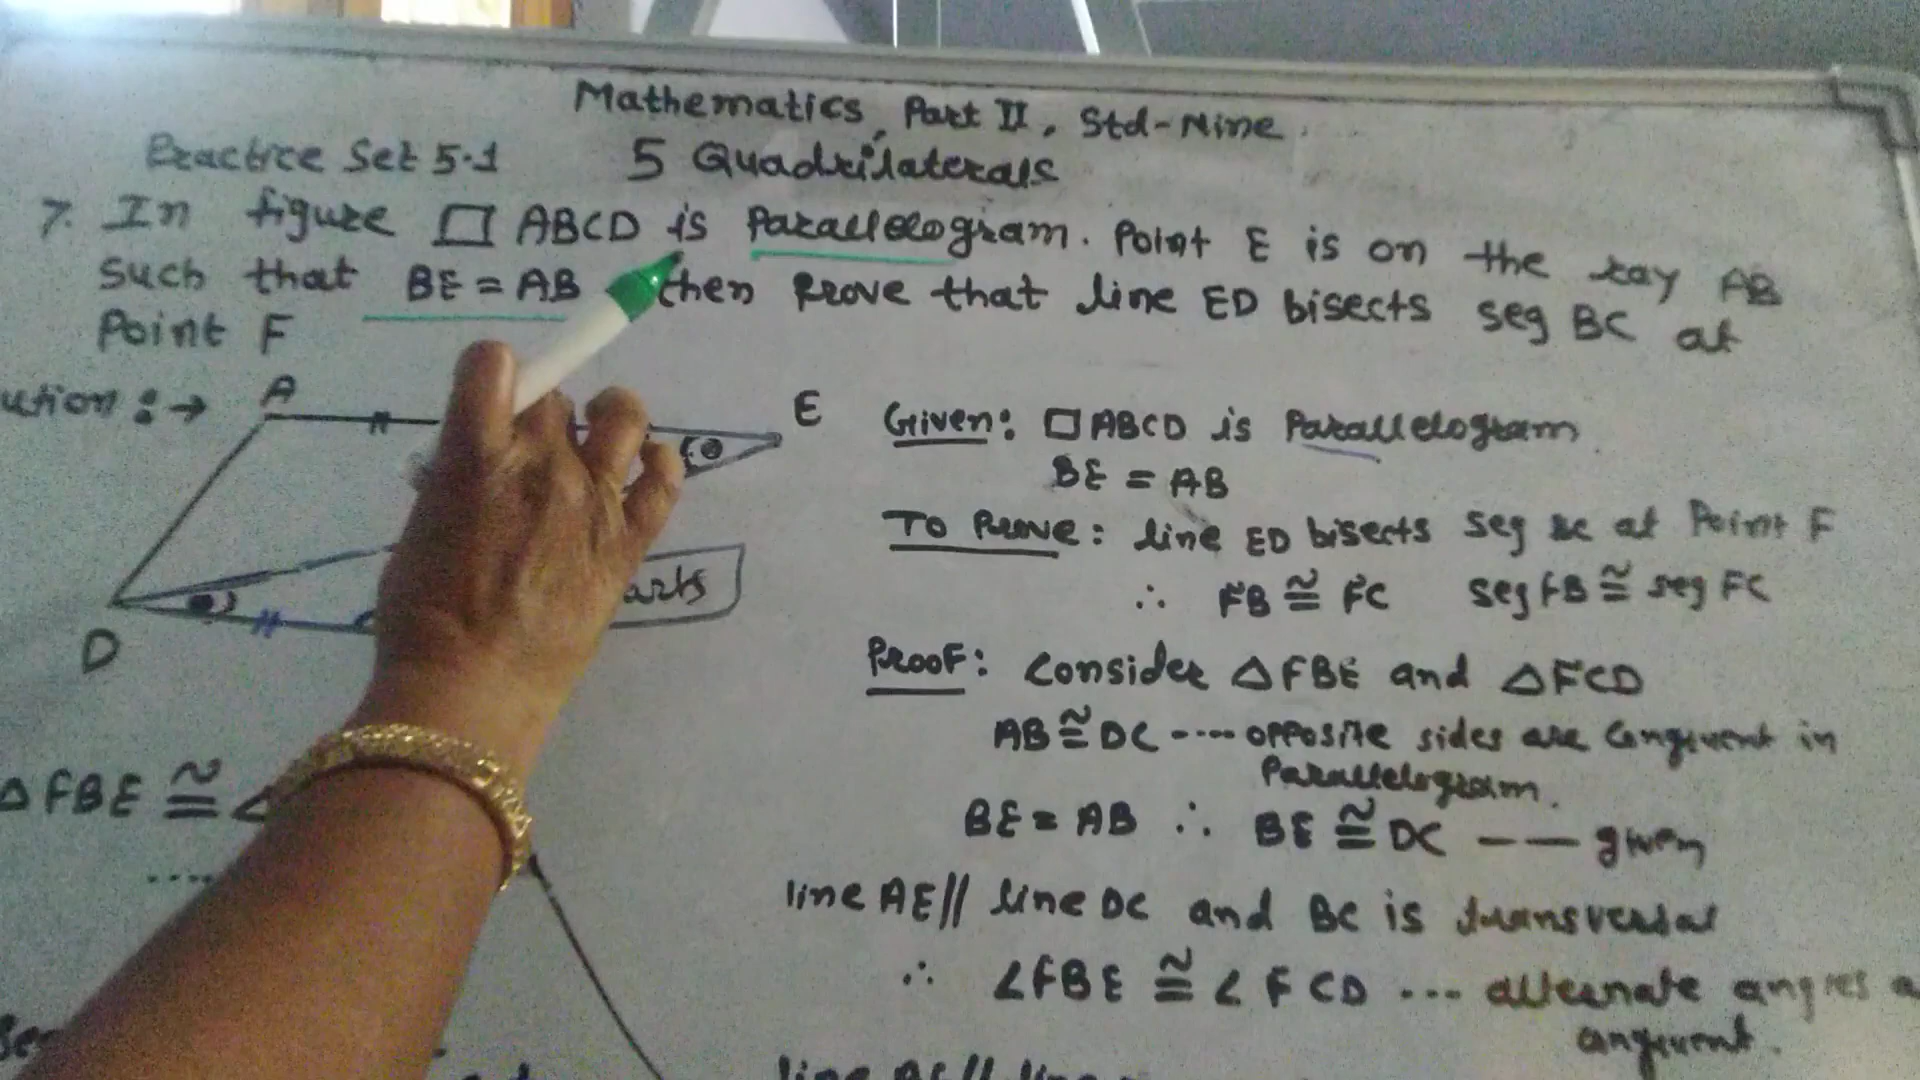 Mathematics, Part II, Std-Nine
Practice Set 5.1 5 Quadrilaterals
7. In figure □ ABCD is Parallelogram. Point E is on the ray AB
such that BE = AB then Prove that line ED bisects seg BC at
Point F
ution :→
A
E
D
arts
Given: □ABCD is Parallelogram
BE = AB
To Prove: line ED bisects seg BC at Point F
∴ FB ≅ FC seg FB ≅ seg FC
Proof: Consider △FBE and △FCD
AB ≅ DC ---- opposite sides are Congruent in
Parallelogram.
BE = AB ∴ BE ≅ DC —— given
line AE // line DC and BC is transversal
∴ ∠FBE ≅ ∠FCD ... alternate angles a
Congruent.
△FBE ≅ ∠
.....